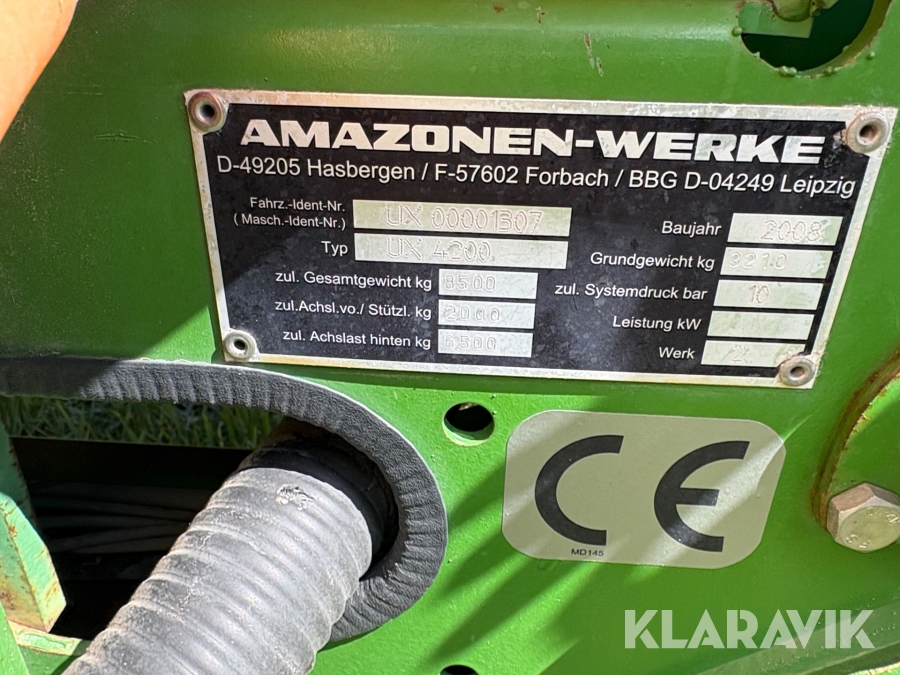 AMAZONEN-WERKE
D-49205 Hasbergen / F-57602 Forbach / BBG D-04249 Leipzig
Fahrz.-Ident-Nr.
( Masch.-Ident-Nr.) UX 00001307
Typ UX 4200
zul. Gesamtgewicht kg 8500
zul.Achsl.vo./ Stützl. kg 2000
zul. Achslast hinten kg 6500
Baujahr 2008
Grundgewicht kg 3210
zul. Systemdruck bar 10
Leistung kW
Werk 2
CE
MD145
KLARAVIK